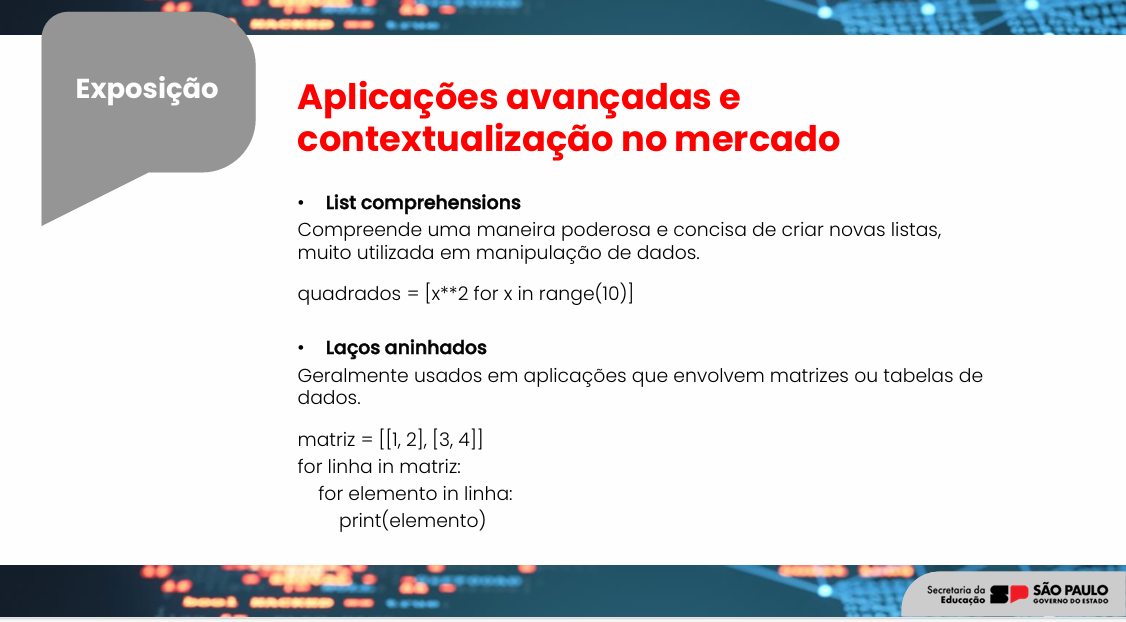 Exposição
Aplicações avançadas e
contextualização no mercado
• List comprehensions
Compreende uma maneira poderosa e concisa de criar novas listas,
muito utilizada em manipulação de dados.
quadrados = [x**2 for x in range(10)]
• Laços aninhados
Geralmente usados em aplicações que envolvem matrizes ou tabelas de
dados.
matriz = [[1, 2], [3, 4]]
for linha in matriz:
    for elemento in linha:
        print(elemento)
bool HACKED
Secretaria da
Educação
SP
SÃO PAULO
GOVERNO DO ESTADO